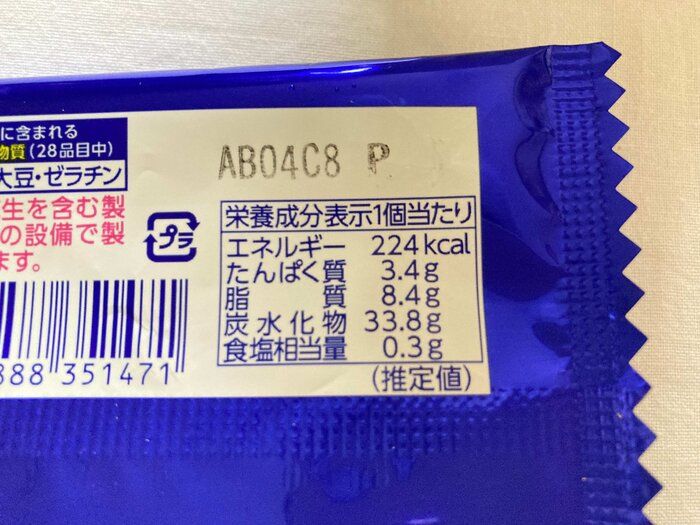 に含まれる
物質(28品目中)
大豆・ゼラチン
生を含む製
の設備で製
ます。
プラ
888 351471
AB04C8 P
栄養成分表示1個当たり
エネルギー 224kcal
たんぱく質 3.4g
脂質 8.4g
炭水化物 33.8g
食塩相当量 0.3g
(推定値)